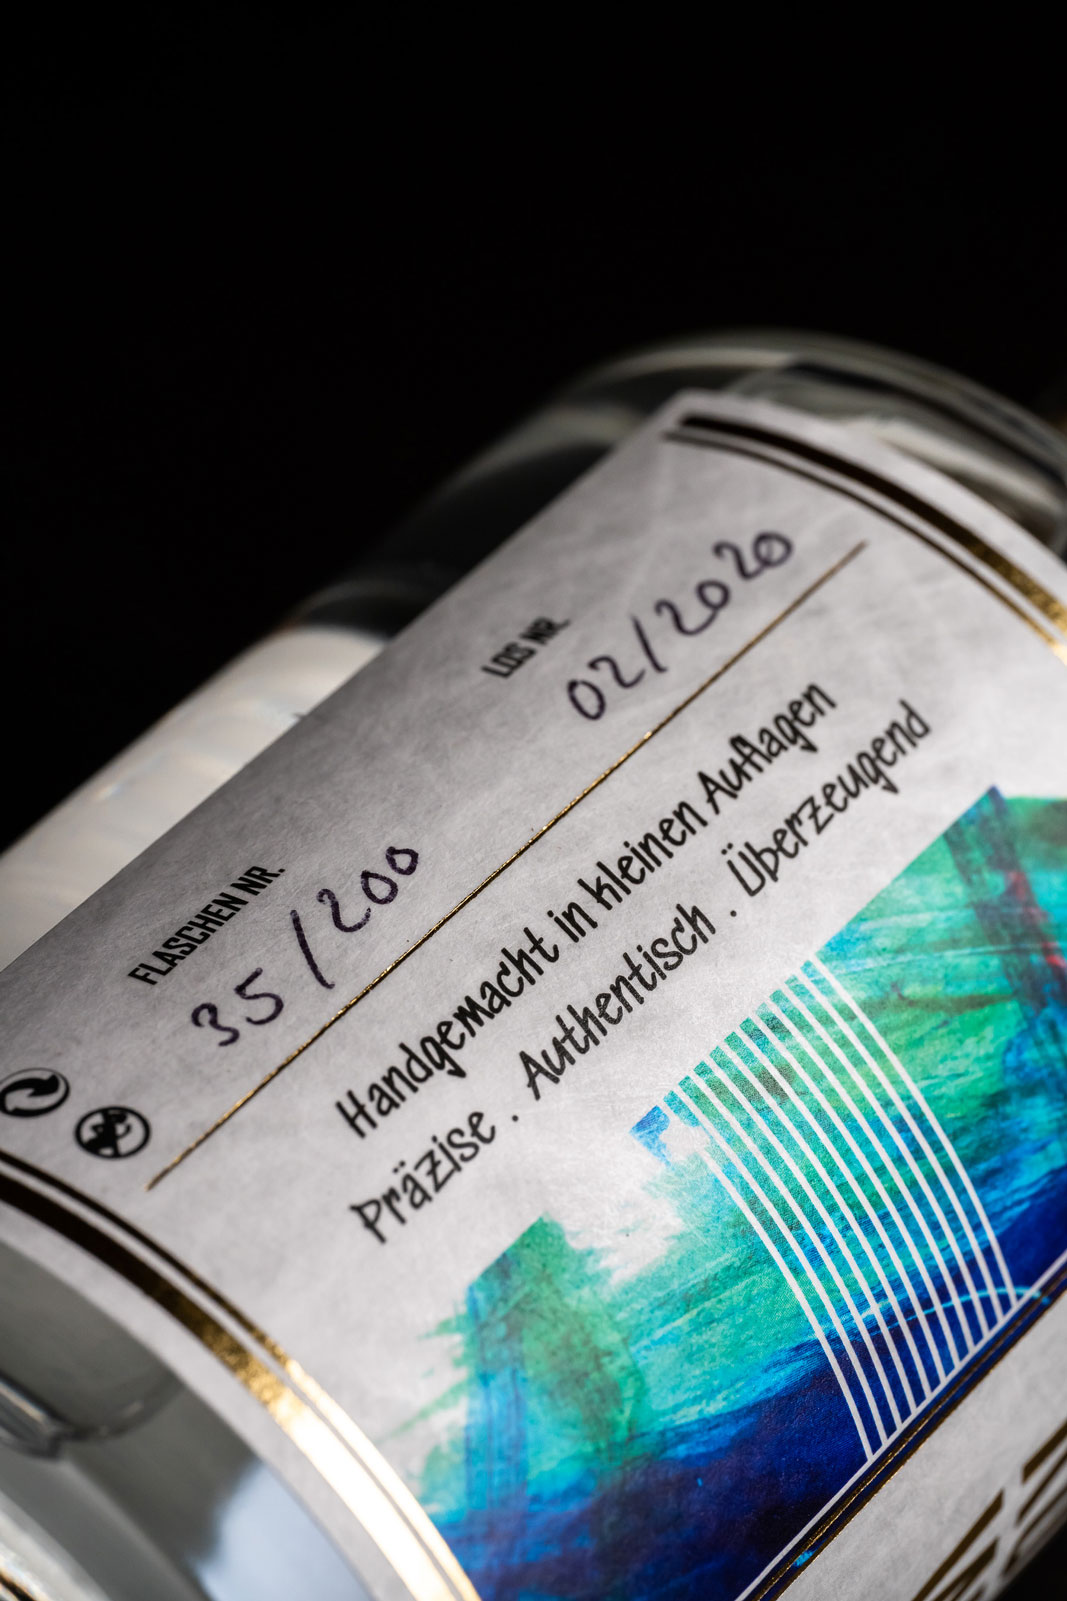 FLASCHEN NR.
35/200
LOS NR.
02/2020
Handgemacht in kleinen Auflagen
Präzise . Authentisch . Überzeugend